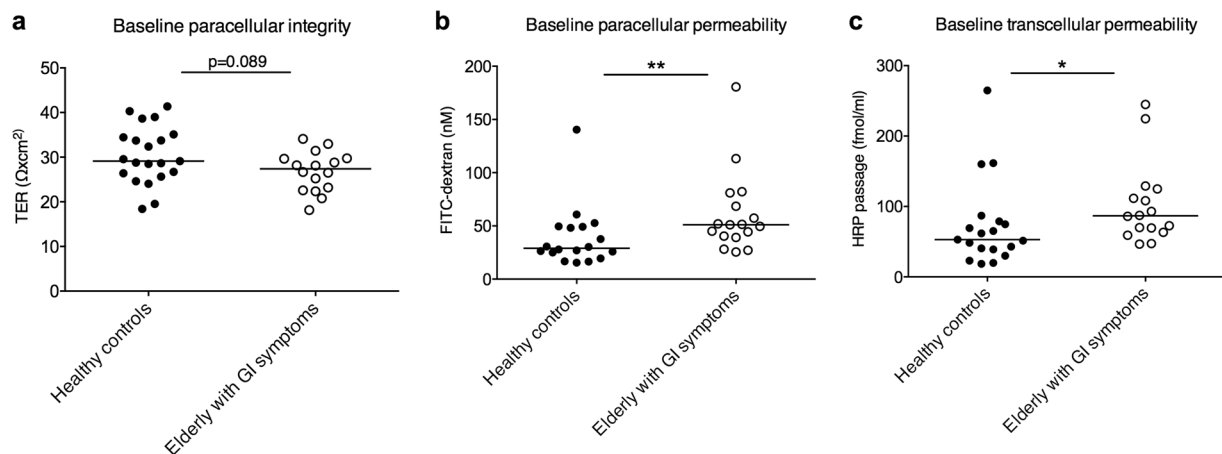 a
Baseline paracellular integrity
p=0.089
TER (Ωxcm²)
50
40
30
20
10
0
Healthy controls
Elderly with GI symptoms
b
Baseline paracellular permeability
**
FITC-dextran (nM)
200
150
100
50
0
Healthy controls
Elderly with GI symptoms
c
Baseline transcellular permeability
*
HRP passage (fmol/ml)
300
200
100
0
Healthy controls
Elderly with GI symptoms